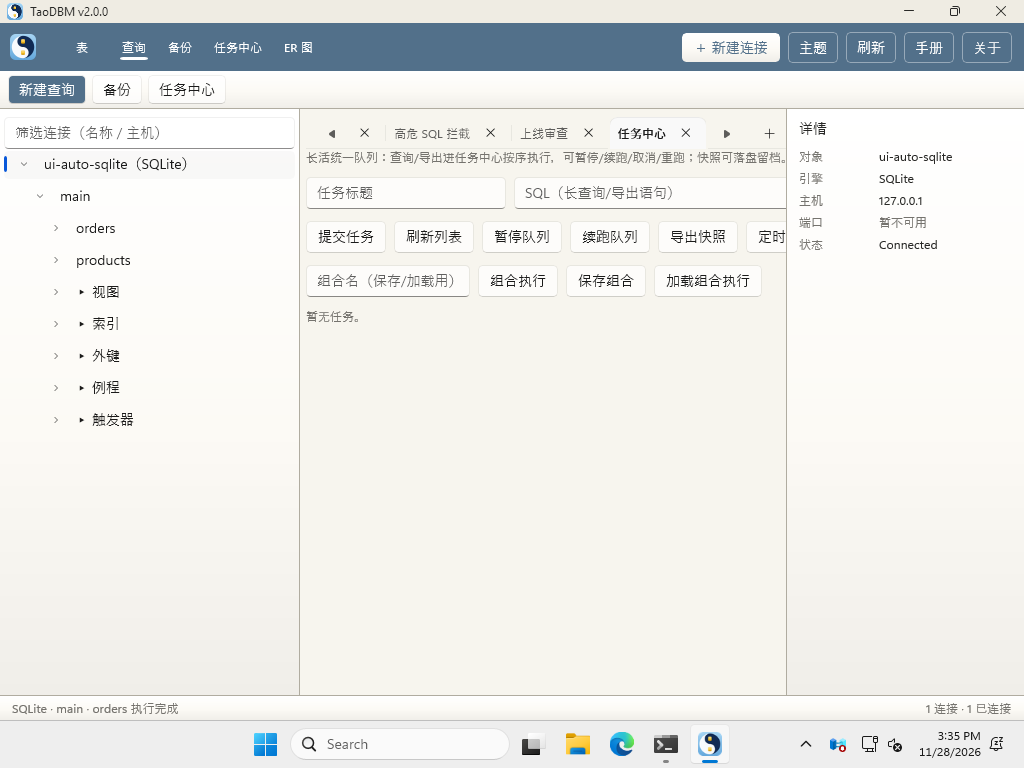 TaoDBM v2.0.0
表 查询 备份 任务中心 ER 图 + 新建连接 主题 刷新 手册 关于
新建查询 备份 任务中心
筛选连接（名称 / 主机）
ui-auto-sqlite（SQLite）
main
orders
products
视图
索引
外键
例程
触发器
高危 SQL 拦截 上线审查 任务中心
长活统一队列：查询/导出进任务中心按序执行，可暂停/续跑/取消/重跑；快照可落盘留档。
任务标题 SQL（长查询/导出语句）
提交任务 刷新列表 暂停队列 续跑队列 导出快照 定时
组合名（保存/加载用） 组合执行 保存组合 加载组合执行
暂无任务。
详情
对象 ui-auto-sqlite
引擎 SQLite
主机 127.0.0.1
端口 暂不可用
状态 Connected
SQLite · main · orders 执行完成 1 连接 · 1 已连接
Search
3:35 PM
11/28/2026